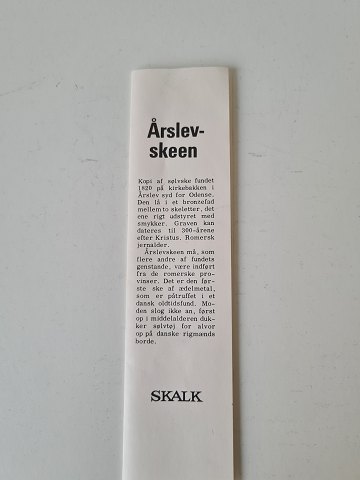 Årslev-
skeen
Kopi af sølvske fundet
1820 på kirkebakken i
Årslev syd for Odense.
Den lå i et bronzefad
mellem to skeletter, det
ene rigt udstyret med
smykker. Graven kan
dateres til 300-årene
efter Kristus. Romersk
jernalder.
Årslevskeen må, som
flere andre af fundets
genstande, være indført
fra de romerske pro-
vinser. Det er den før-
ste ske af ædelmetal,
som er påtruffet i et
dansk oldtidsfund. Mo-
den slog ikke an, først
op i middelalderen duk-
ker sølvtøj for alvor
op på danske rigmænds
borde.
SKALK